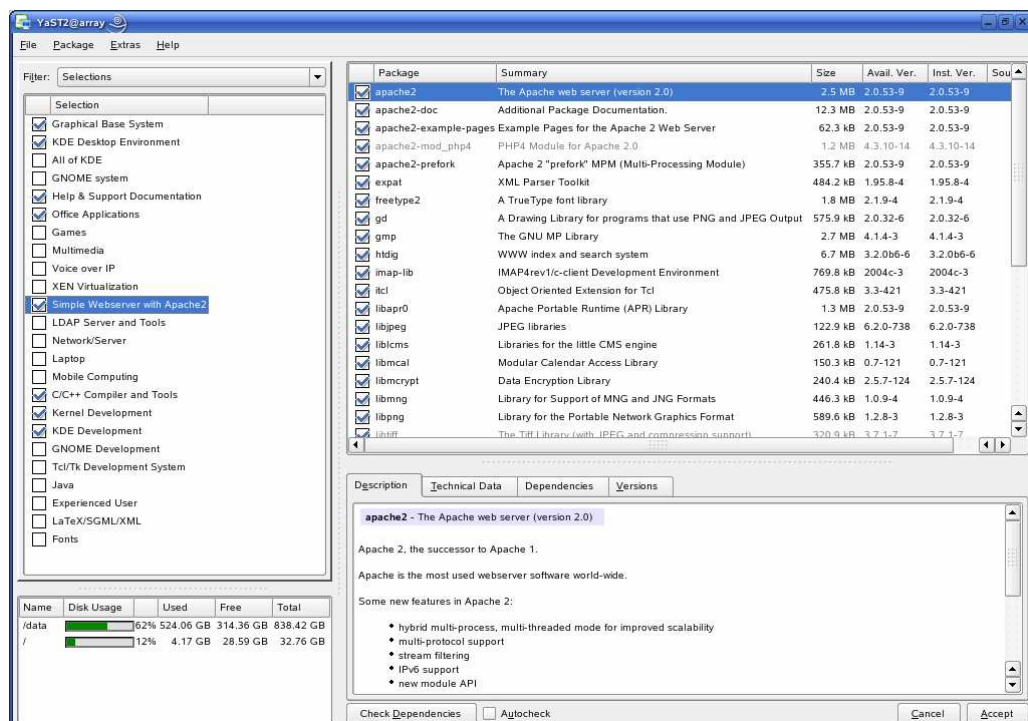 YaST2@array
File Package Extras Help
Filter: Selections
Selection
Graphical Base System
KDE Desktop Environment
All of KDE
GNOME system
Help & Support Documentation
Office Applications
Games
Multimedia
Voice over IP
XEN Virtualization
Simple Webserver with Apache2
LDAP Server and Tools
Network/Server
Laptop
Mobile Computing
C/C++ Compiler and Tools
Kernel Development
KDE Development
GNOME Development
Tcl/Tk Development System
Java
Experienced User
LaTeX/SGML/XML
Fonts
Name Disk Usage Used Free Total
/data 62% 524.06 GB 314.36 GB 838.42 GB
/ 12% 4.17 GB 28.59 GB 32.76 GB
Package Summary Size Avail. Ver. Inst. Ver. Sou
apache2 The Apache web server (version 2.0) 2.5 MB 2.0.53-9 2.0.53-9
apache2-doc Additional Package Documentation. 12.3 MB 2.0.53-9 2.0.53-9
apache2-example-pages Example Pages for the Apache 2 Web Server 62.3 kB 2.0.53-9 2.0.53-9
apache2-mod_php4 PHP4 Module for Apache 2.0 1.2 MB 4.3.10-14 4.3.10-14
apache2-prefork Apache 2 "prefork" MPM (Multi-Processing Module) 355.7 kB 2.0.53-9 2.0.53-9
expat XML Parser Toolkit 484.2 kB 1.95.8-4 1.95.8-4
freetype2 A TrueType font library 1.8 MB 2.1.9-4 2.1.9-4
gd A Drawing Library for programs that use PNG and JPEG Output 575.9 kB 2.0.32-6 2.0.32-6
gmp The GNU MP Library 2.7 MB 4.1.4-3 4.1.4-3
htdig WWW index and search system 6.7 MB 3.2.0b6-6 3.2.0b6-6
imap-lib IMAP4rev1/c-client Development Environment 769.8 kB 2004c-3 2004c-3
itcl Object Oriented Extension for Tcl 475.8 kB 3.3-421 3.3-421
libapr0 Apache Portable Runtime (APR) Library 1.3 MB 2.0.53-9 2.0.53-9
libjpeg JPEG libraries 122.9 kB 6.2.0-738 6.2.0-738
liblcms Libraries for the little CMS engine 261.8 kB 1.14-3 1.14-3
libmcal Modular Calendar Access Library 150.3 kB 0.7-121 0.7-121
libmcrypt Data Encryption Library 240.4 kB 2.5.7-124 2.5.7-124
libmng Library for Support of MNG and JNG Formats 446.3 kB 1.0.9-4 1.0.9-4
libpng Library for the Portable Network Graphics Format 589.6 kB 1.2.8-3 1.2.8-3
libtiff The Tiff Library (with JPEG and compression support) 320.9 kB 3.7.1-7 3.7.1-7
Description Technical Data Dependencies Versions
apache2 - The Apache web server (version 2.0)
Apache 2, the successor to Apache 1.
Apache is the most used webserver software world-wide.
Some new features in Apache 2:
• hybrid multi-process, multi-threaded mode for improved scalability
• multi-protocol support
• stream filtering
• IPv6 support
• new module API
Check Dependencies Autocheck Cancel Accept